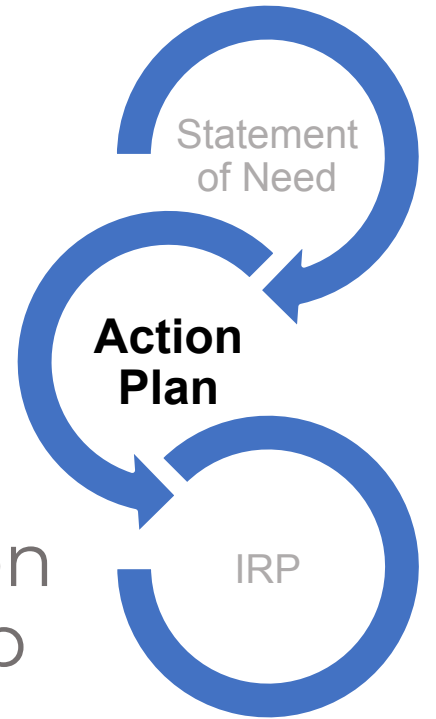 Statement
of Need
Action
Plan
IRP